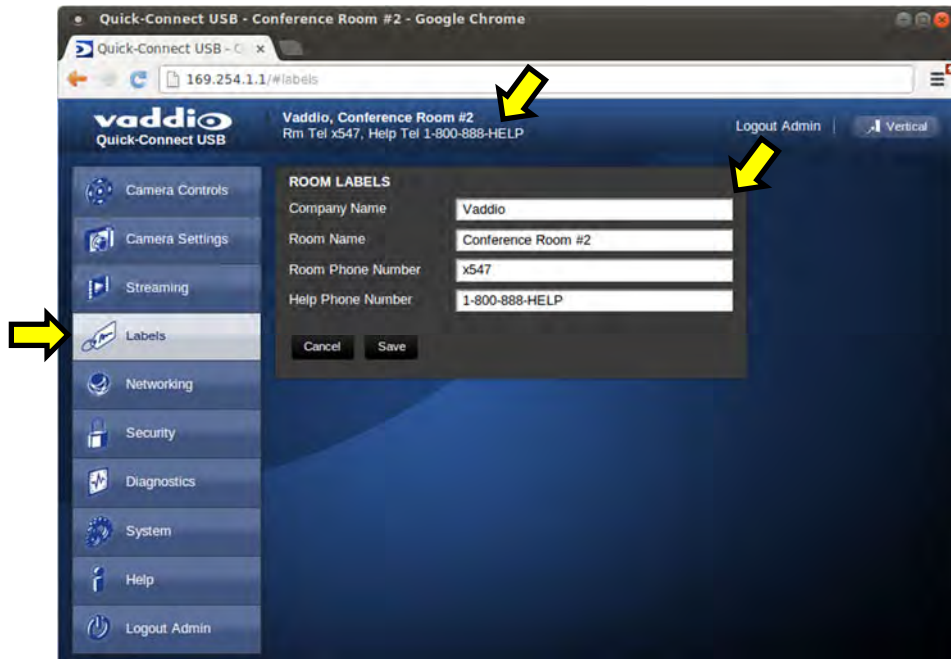 Quick-Connect USB - Conference Room #2 - Google Chrome
Quick-Connect USB - C
169.254.1.1/#labels
vaddio
Quick-Connect USB
Vaddio, Conference Room #2
Rm Tel x547, Help Tel 1-800-888-HELP
Logout Admin
Vertical
Camera Controls
Camera Settings
Streaming
Labels
Networking
Security
Diagnostics
System
Help
Logout Admin
ROOM LABELS
Company Name Vaddio
Room Name Conference Room #2
Room Phone Number x547
Help Phone Number 1-800-888-HELP
Cancel Save